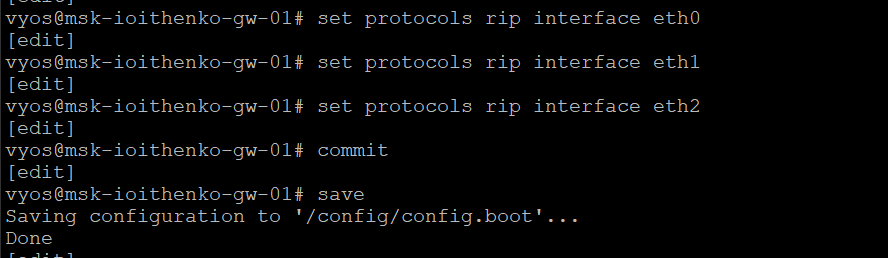 [edit]
vyos@msk-ioithenko-gw-01# set protocols rip interface eth0
[edit]
vyos@msk-ioithenko-gw-01# set protocols rip interface eth1
[edit]
vyos@msk-ioithenko-gw-01# set protocols rip interface eth2
[edit]
vyos@msk-ioithenko-gw-01# commit
[edit]
vyos@msk-ioithenko-gw-01# save
Saving configuration to '/config/config.boot'...
Done
[edit]